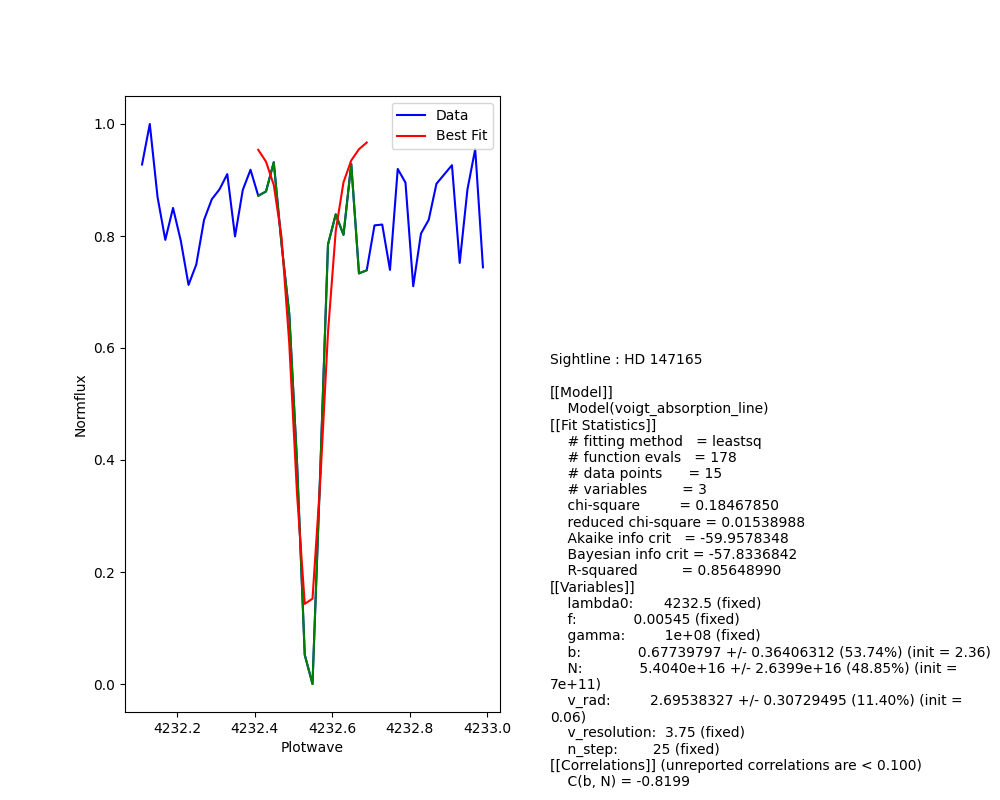 1.0
0.8
0.6
0.4
0.2
0.0
Normflux
Data
Best Fit
4232.2
4232.4
4232.6
4232.8
4233.0
Plotwave
Sightline : HD 147165
[[Model]]
Model(voigt_absorption_line)
[[Fit Statistics]]
# fitting method = leastsq
# function evals = 178
# data points = 15
# variables = 3
chi-square = 0.18467850
reduced chi-square = 0.01538988
Akaike info crit = -59.9578348
Bayesian info crit = -57.8336842
R-squared = 0.85648990
[[Variables]]
lambda0: 4232.5 (fixed)
f: 0.00545 (fixed)
gamma: 1e+08 (fixed)
b: 0.67739797 +/- 0.36406312 (53.74%) (init = 2.36)
N: 5.4040e+16 +/- 2.6399e+16 (48.85%) (init =
7e+11)
v_rad: 2.69538327 +/- 0.30729495 (11.40%) (init =
0.06)
v_resolution: 3.75 (fixed)
n_step: 25 (fixed)
[[Correlations]] (unreported correlations are < 0.100)
C(b, N) = -0.8199